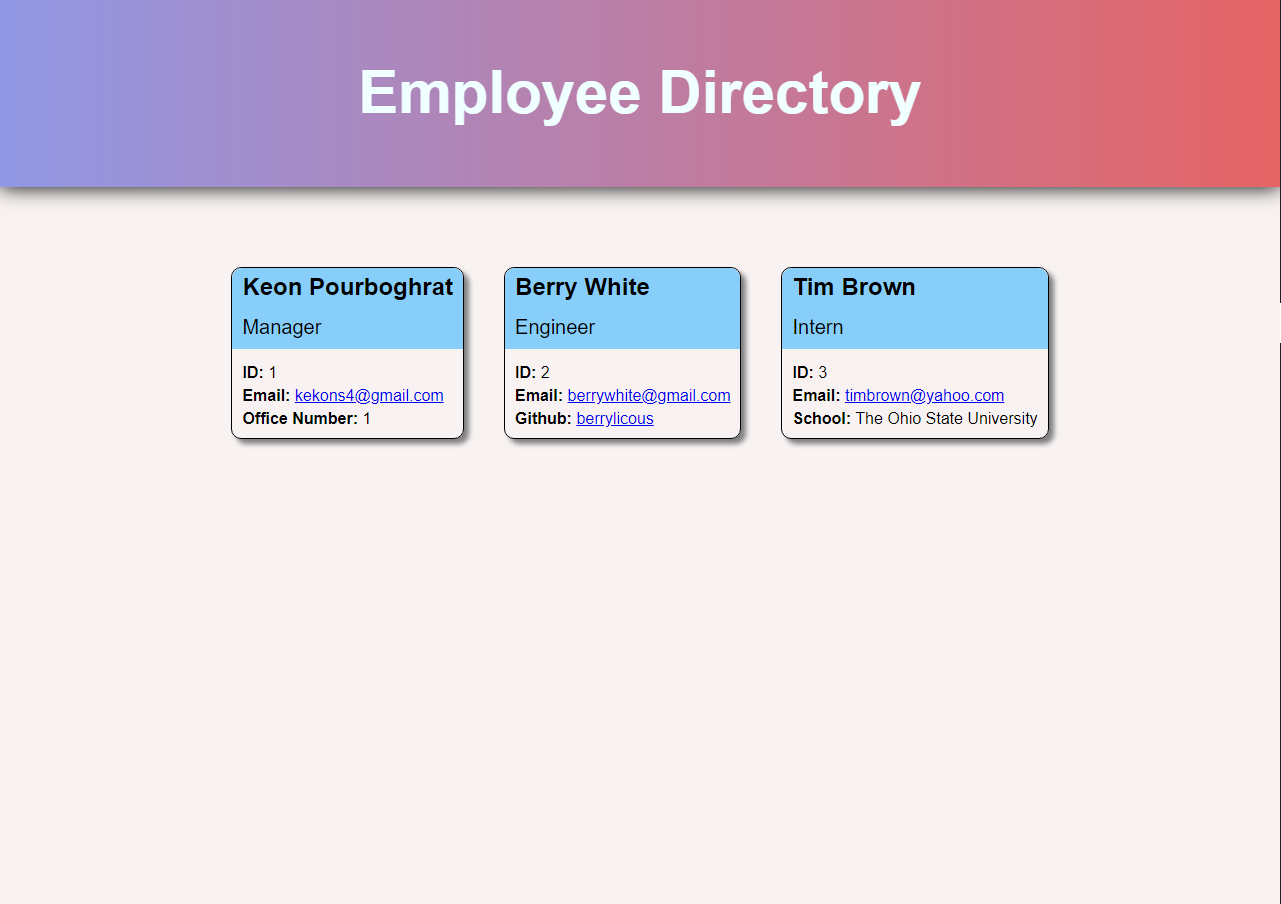 Employee Directory
Keon Pourboghrat
Manager
ID: 1
Email: kekons4@gmail.com
Office Number: 1
Berry White
Engineer
ID: 2
Email: berrywhite@gmail.com
Github: berrylicous
Tim Brown
Intern
ID: 3
Email: timbrown@yahoo.com
School: The Ohio State University